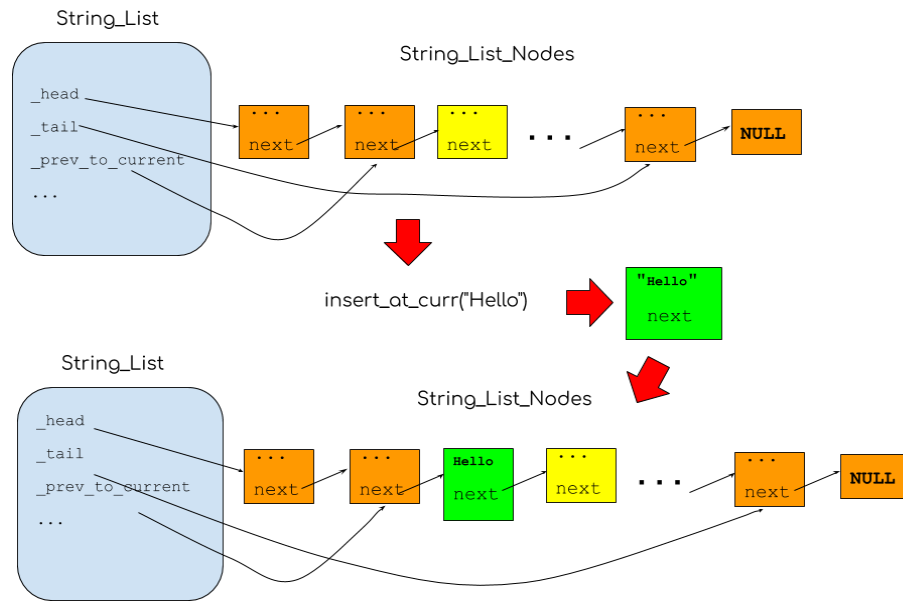 String_List
String_List_Nodes
_head
_tail
_prev_to_current
...
...
next
...
next
...
next
...
...
next
NULL
insert_at_curr("Hello")
"Hello"
next
String_List
String_List_Nodes
_head
_tail
_prev_to_current
...
...
next
...
next
Hello
next
...
next
...
...
next
NULL